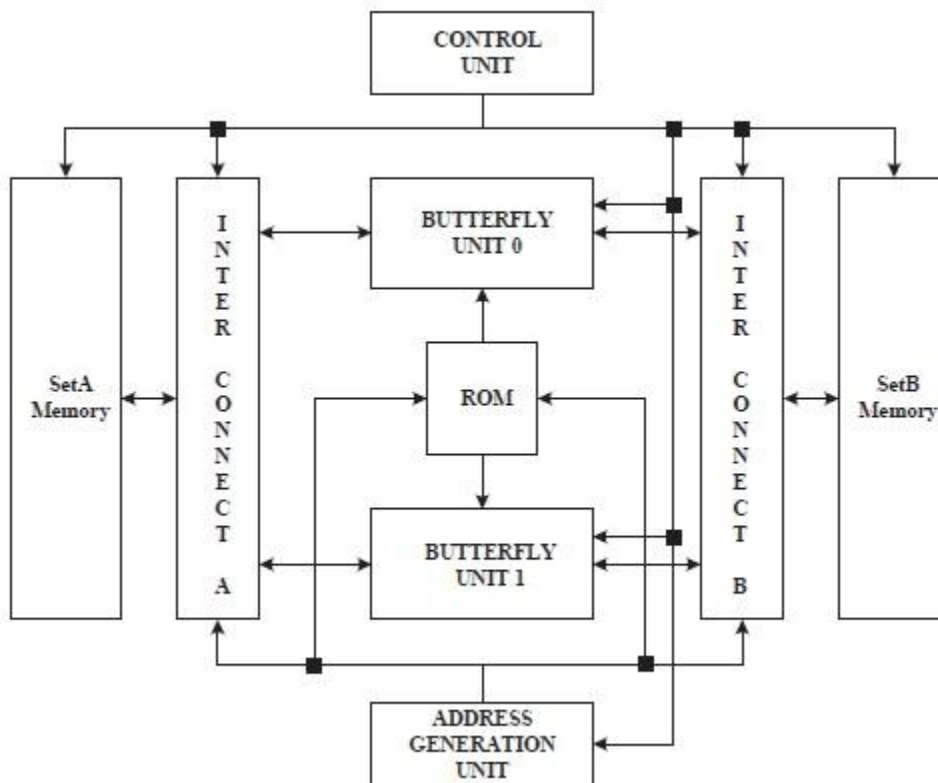 CONTROL
UNIT
SetA
Memory
I
N
T
E
R
C
O
N
N
E
C
T
A
BUTTERFLY
UNIT 0
ROM
BUTTERFLY
UNIT 1
I
N
T
E
R
C
O
N
N
E
C
T
B
SetB
Memory
ADDRESS
GENERATION
UNIT